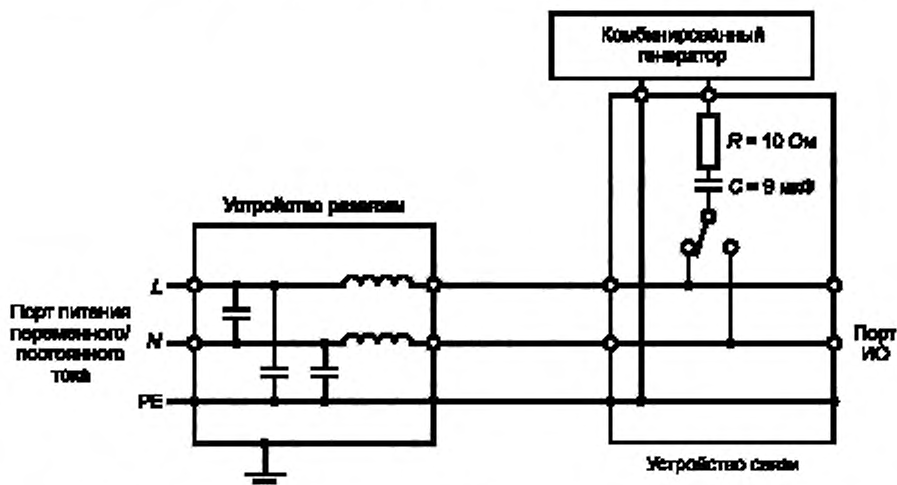 Комбинированный
генератор
R = 10 Ом
C = 9 мкФ
Устройство развязки
L
Порт питания
переменного/
постоянного
тока
N
PE
Порт
ИО
Устройство связи